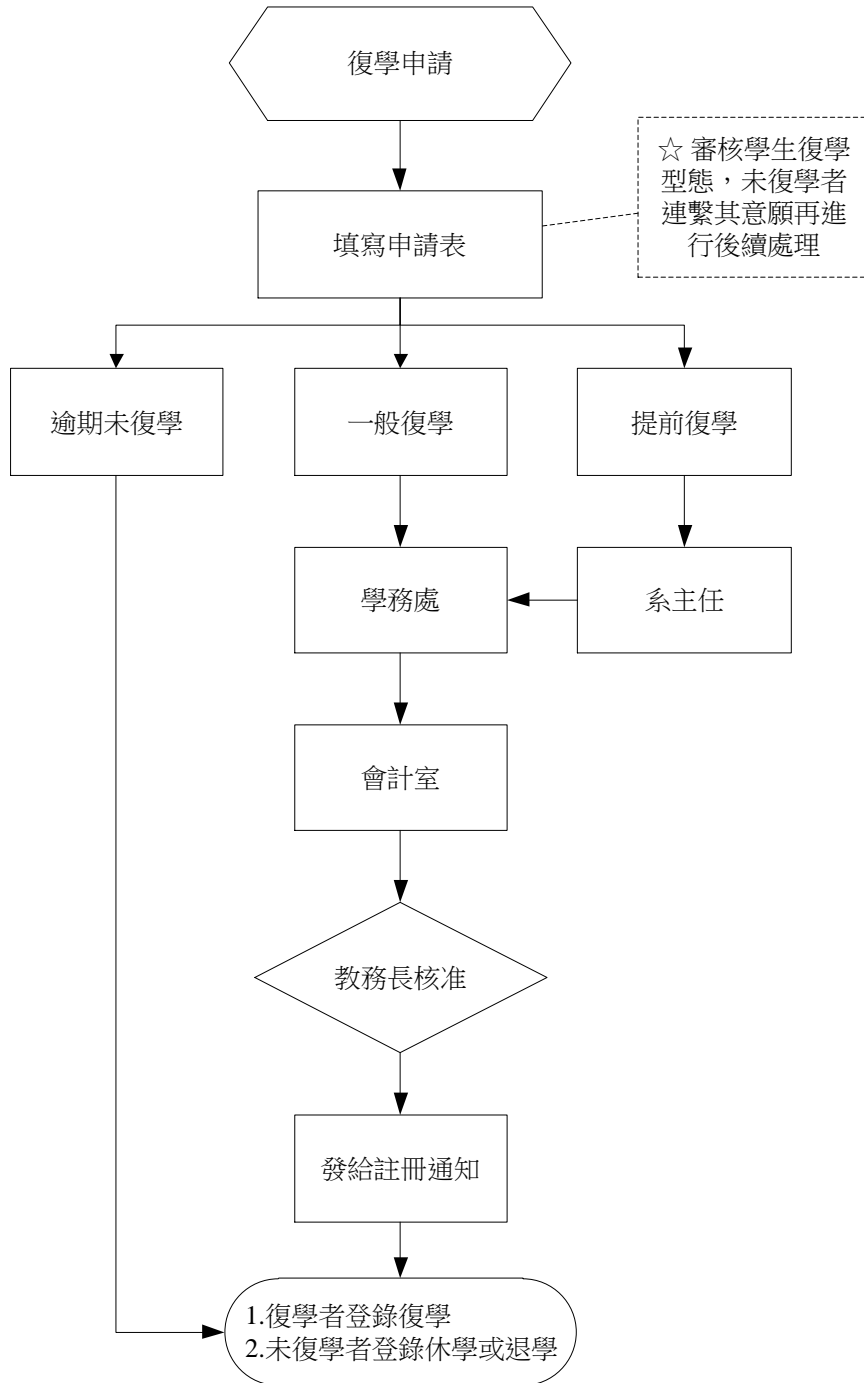 復學申請
☆ 審核學生復學
型態，未復學者
連繫其意願再進
行後續處理
填寫申請表
逾期未復學
一般復學
提前復學
學務處
系主任
會計室
教務長核准
發給註冊通知
1.復學者登錄復學
2.未復學者登錄休學或退學